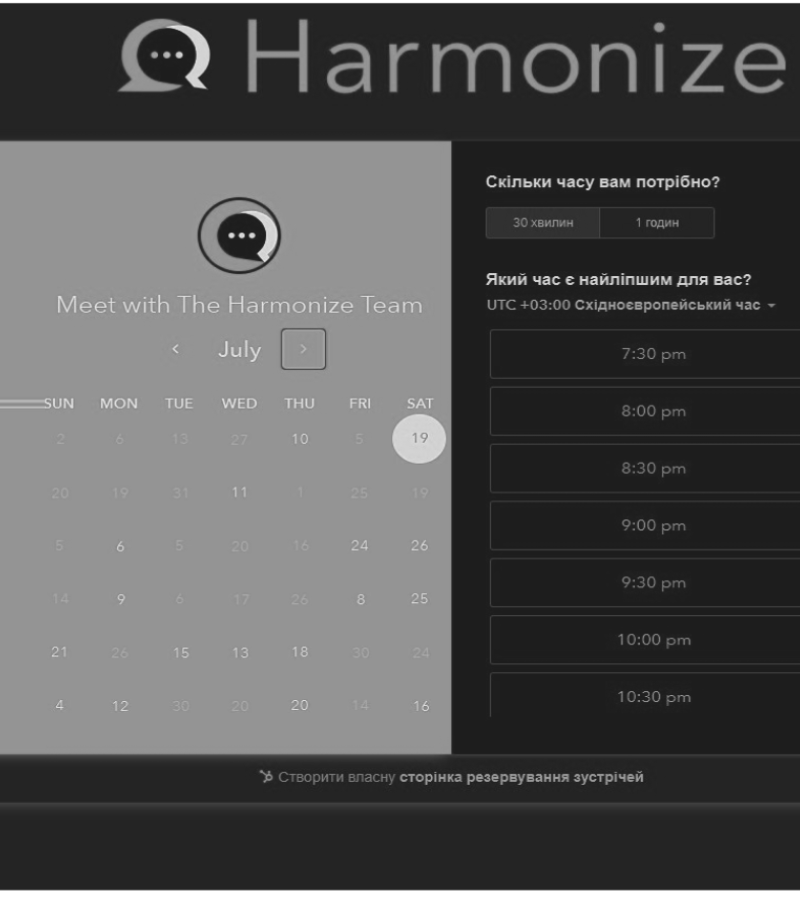 Harmonize
Meet with The Harmonize Team
July
SUN MON TUE WED THU FRI SAT
2 6 13 27 10 5 19
20 19 31 11 1 25 19
5 6 5 20 16 24 26
14 9 6 17 26 8 25
21 26 15 13 18 30 24
4 12 30 20 20 14 16
Скільки часу вам потрібно?
30 хвилин 1 годин
Який час є найліпшим для вас?
UTC +03:00 Східноєвропейський час
7:30 pm
8:00 pm
8:30 pm
9:00 pm
9:30 pm
10:00 pm
10:30 pm
Створити власну сторінка резервування зустрічей